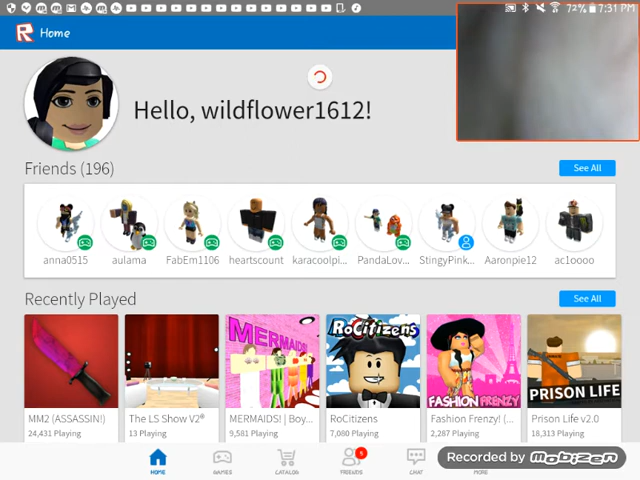 72% 7:31 PM
Home
Hello, wildflower1612!
Friends (196)
See All
anna0515
aulama
FabEm1106
heartscount
karacoolpi...
PandaLov...
StingyPink...
Aaronpie12
ac1oooo
Recently Played
See All
MERMAIDS!
RoCitizens
FASHION FRENZY
PRISON LIFE
MM2 (ASSASSIN!)
The LS Show V2®
MERMAIDS! | Boy...
RoCitizens
Fashion Frenzy! (...
Prison Life v2.0
24,431 Playing
13 Playing
9,581 Playing
7,080 Playing
2,287 Playing
18,313 Playing
HOME
GAMES
CATALOG
6
FRIENDS
CHAT
MORE
Recorded by mobizen